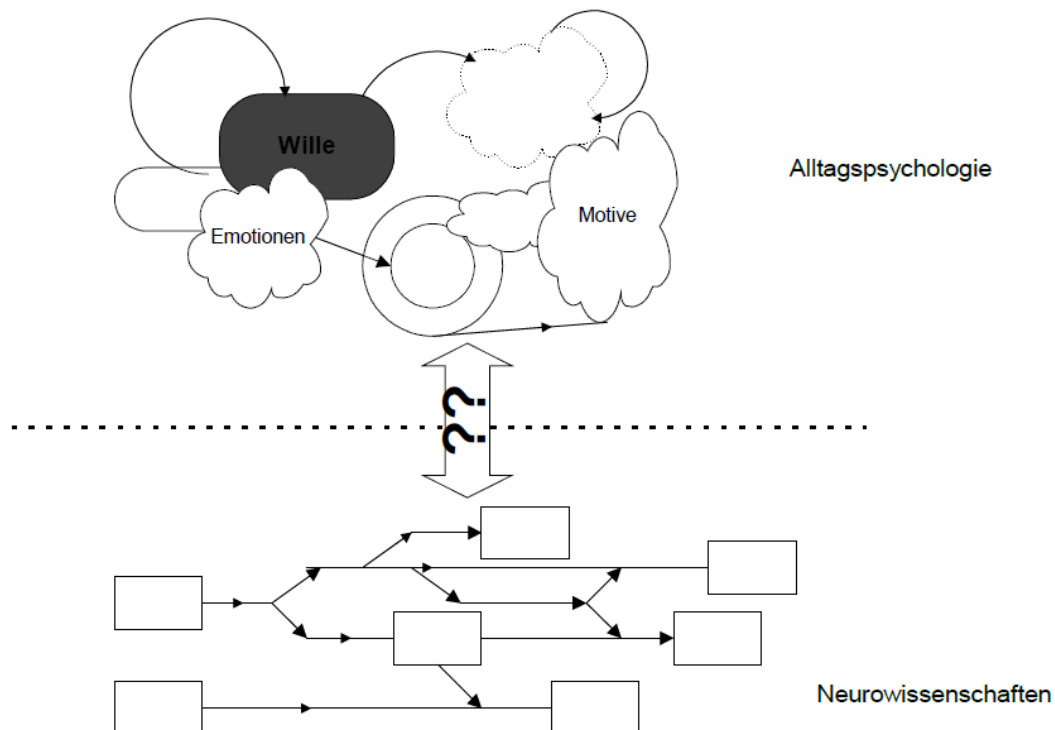 Wille
Alltagspsychologie
Motive
Emotionen
??
Neurowissenschaften